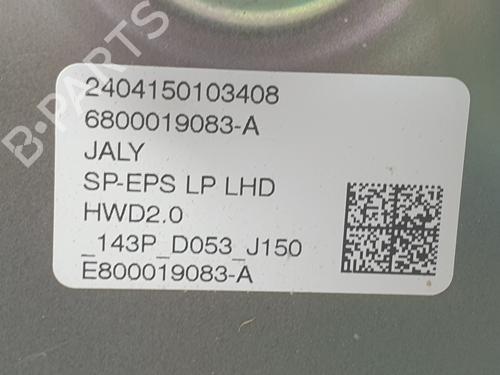 B-PARTS
2404150103408
6800019083-A
JALY
SP-EPS LP LHD
HWD2.0
_143P_D053_J150
E800019083-A